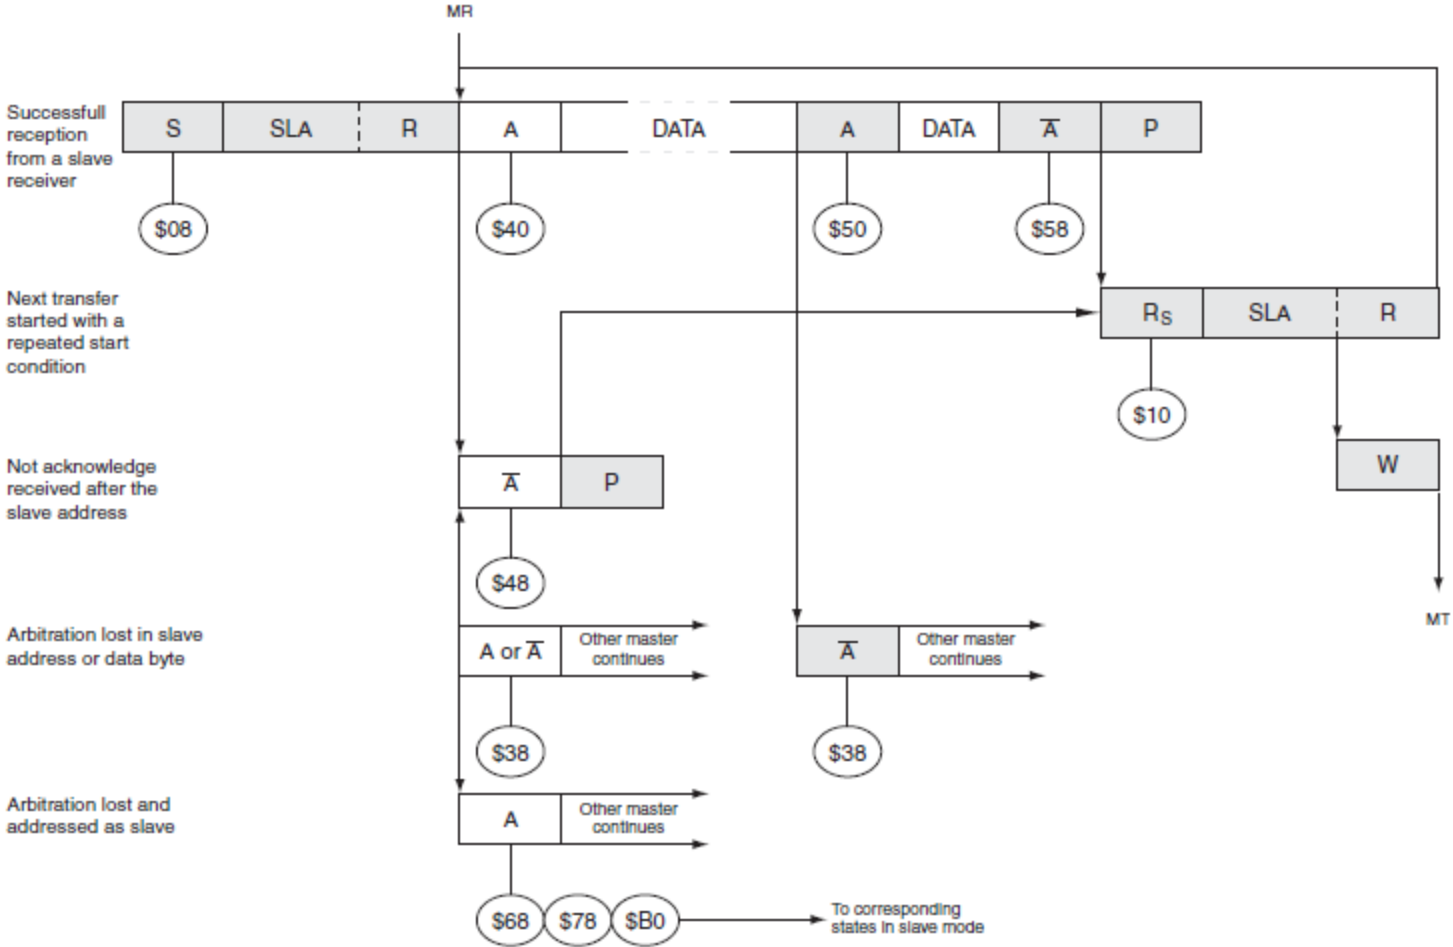 MR
Successfull
reception
from a slave
receiver
S SLA R A DATA A DATA A̅ P
$08 $40 $50 $58
Next transfer
started with a
repeated start
condition
RS SLA R
$10
Not acknowledge
received after the
slave address
A̅ P
W
$48
MT
Arbitration lost in slave
address or data byte
A or A̅
Other master
continues
A̅
Other master
continues
$38 $38
Arbitration lost and
addressed as slave
A
Other master
continues
$68 $78 $B0
To corresponding
states in slave mode